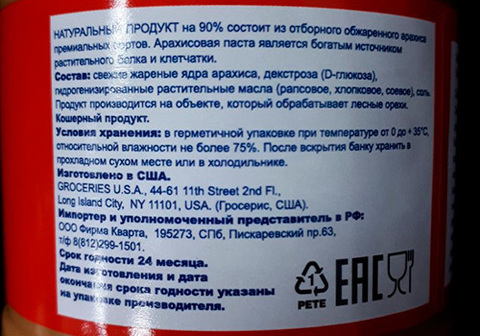 НАТУРАЛЬНЫЙ ПРОДУКТ на 90% состоит из отборного обжаренного арахиса
премиальных сортов. Арахисовая паста является богатым источником
растительного белка и клетчатки.
Состав: свежие жареные ядра арахиса, декстроза (D-глюкоза),
гидрогенизированные растительные масла (рапсовое, хлопковое, соевое), соль.
Продукт производится на объекте, который обрабатывает лесные орехи.
Кошерный продукт.
Условия хранения: в герметичной упаковке при температуре от 0 до + 35°С,
относительной влажности не более 75%. После вскрытия банку хранить в
прохладном сухом месте или в холодильнике.
Изготовлено в США.
GROCERIES U.S.A., 44-61 11th Street 2nd Fl.,
Long Island City, NY 11101, USA. (Гросерис, США).
Импортер и уполномоченный представитель в РФ:
ООО Фирма Кварта, 195273, СПб, Пискаревский пр.63,
т/ф 8(812)299-1501.
Срок годности 24 месяца.
Дата изготовления и дата
окончания срока годности указаны
на упаковке производителя.
1
PETE
EAC